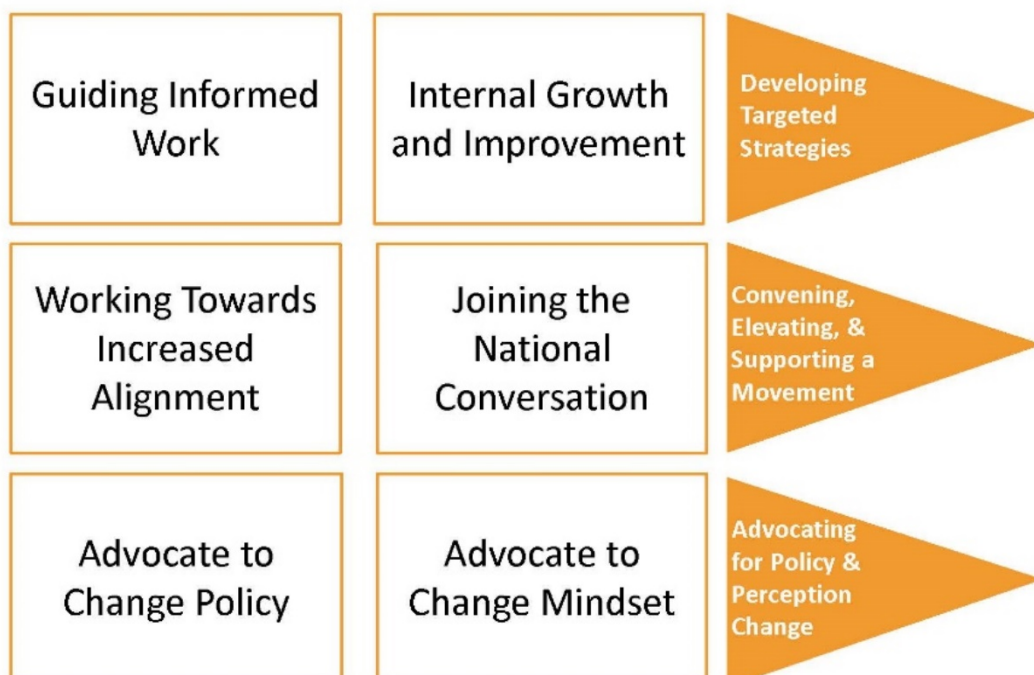 Guiding Informed
Work
Internal Growth
and Improvement
Developing
Targeted
Strategies
Working Towards
Increased
Alignment
Joining the
National
Conversation
Convening,
Elevating, &
Supporting a
Movement
Advocate to
Change Policy
Advocate to
Change Mindset
Advocating
for Policy &
Perception
Change